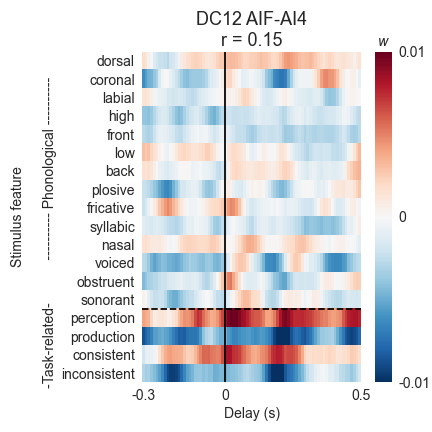 DC12 AIF-AI4
r = 0.15
w
dorsal
coronal
labial
high
front
low
back
plosive
fricative
syllabic
nasal
voiced
obstruent
sonorant
perception
production
consistent
inconsistent
Stimulus feature
---------- Phonological ----------
-Task-related-
0.01
0
-0.01
-0.3
0
0.5
Delay (s)